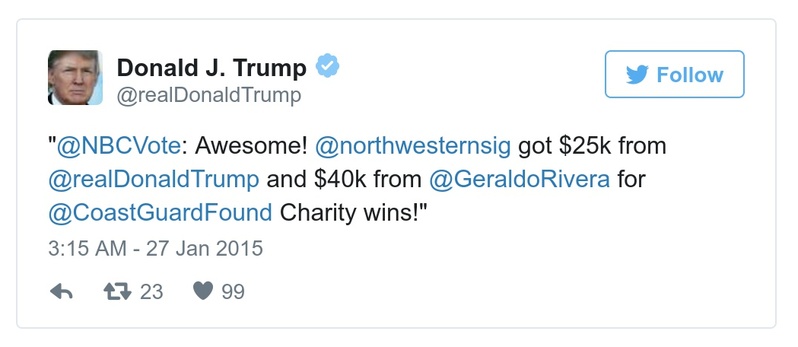 Donald J. Trump
@realDonaldTrump
Follow
"@NBCVote: Awesome! @northwesternsig got $25k from
@realDonaldTrump and $40k from @GeraldoRivera for
@CoastGuardFound Charity wins!"
3:15 AM - 27 Jan 2015
23 99